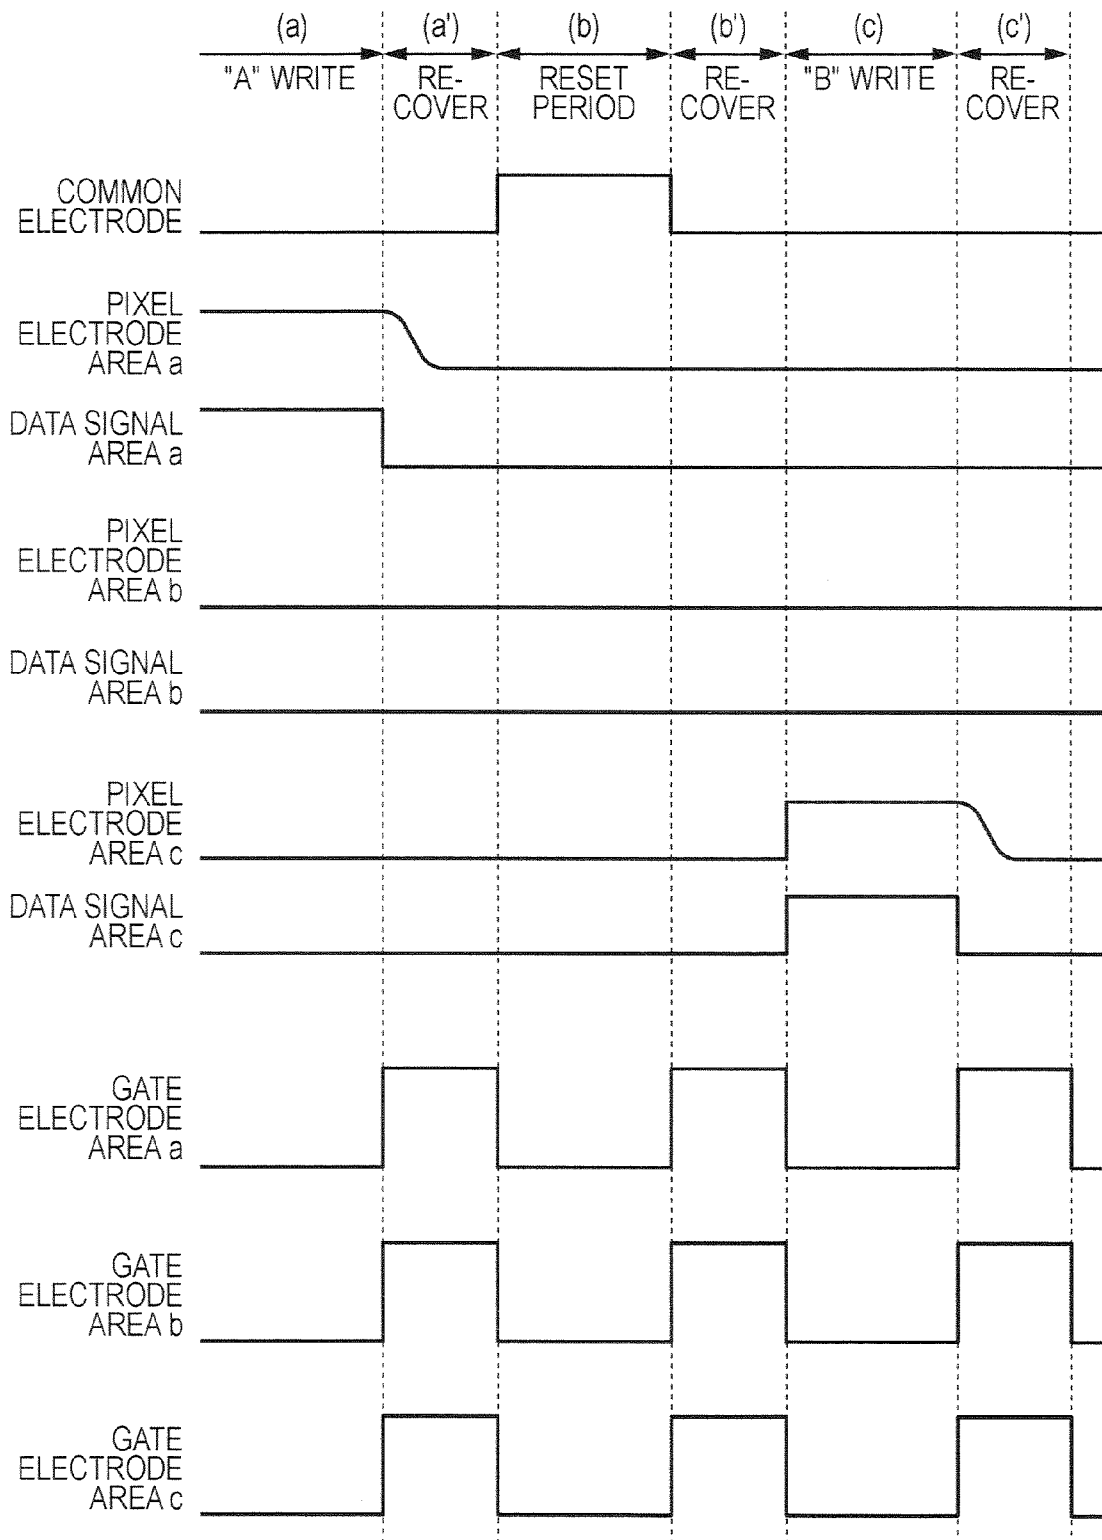 (a) (a') (b) (b') (c) (c')
"A" WRITE RE- RESET RE- "B" WRITE RE-
COVER PERIOD COVER COVER
COMMON
ELECTRODE
PIXEL
ELECTRODE
AREA a
DATA SIGNAL
AREA a
PIXEL
ELECTRODE
AREA b
DATA SIGNAL
AREA b
PIXEL
ELECTRODE
AREA c
DATA SIGNAL
AREA c
GATE
ELECTRODE
AREA a
GATE
ELECTRODE
AREA b
GATE
ELECTRODE
AREA c